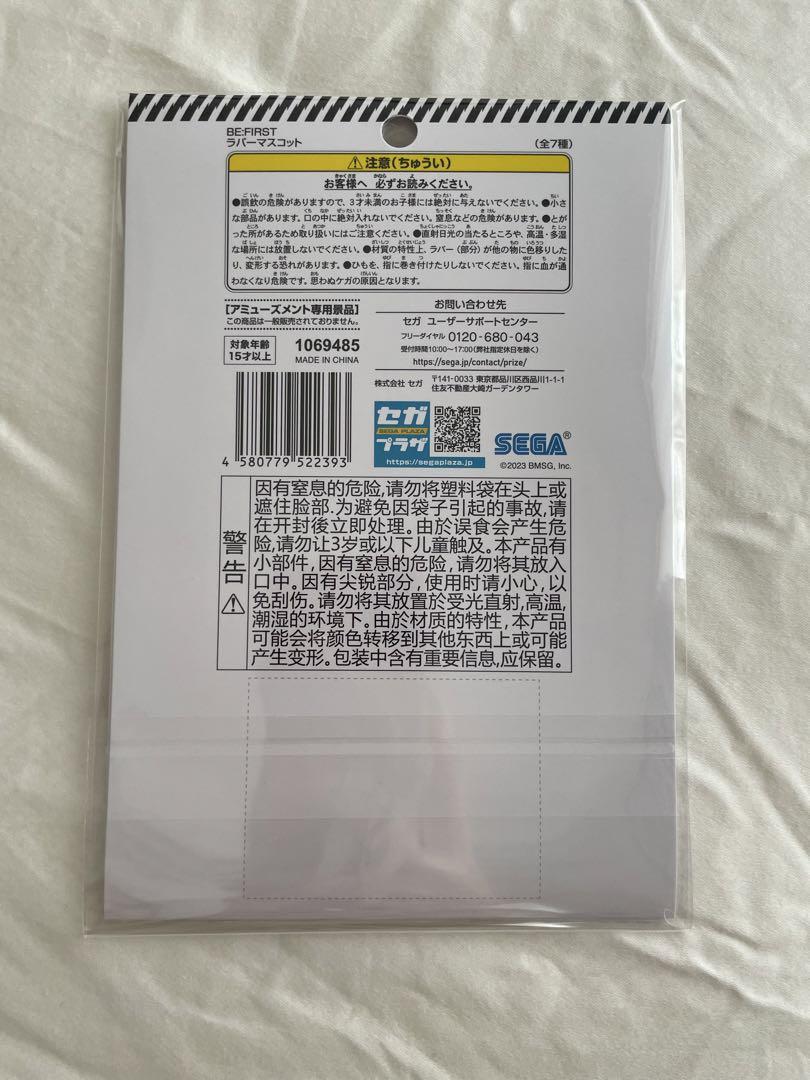 BE:FIRST
ラバーマスコット
(全7種)
⚠注意(ちゅうい)
お客様へ 必ずお読みください。
●誤飲の危険がありますので、3才未満のお子様には絶対に与えないでください。●小さ
な部品があります。口の中に絶対入れないでください。窒息などの危険があります。●とが
った所があるため取り扱いにはご注意ください。●直射日光の当たるところや、高温・多湿
な場所には放置しないでください。●材質の特性上、ラバー(部分)が他の物に色移りした
り、変形する恐れがあります。●ひもを、指に巻き付けたりしないでください。指に血が通
わなくなり危険です。思わぬケガの原因となります。
【アミューズメント専用景品】
この商品は一般販売されておりません。
対象年齢
15才以上
1069485
MADE IN CHINA
お問い合わせ先
セガ ユーザーサポートセンター
フリーダイヤル 0120-680-043
受付時間10:00~17:00(弊社指定休日を除く)
https://sega.jp/contact/prize/
株式会社 セガ
〒141-0033 東京都品川区西品川1-1-1
住友不動産大崎ガーデンタワー
4 580779 522393
セガ
SEGA PLAZA
プラザ
https://segaplaza.jp
SEGA®
©2023 BMSG, Inc.
警告⚠
因有窒息的危险,请勿将塑料袋在头上或
遮住脸部.为避免因袋子引起的事故,请
在开封後立即处理。由於误食会产生危
险,请勿让3岁或以下儿童触及。本产品有
小部件,因有窒息的危险,请勿将其放入
口中。因有尖锐部分,使用时请小心,以
免刮伤。请勿将其放置於受光直射,高温,
潮湿的环境下。由於材质的特性,本产品
可能会将颜色转移到其他东西上或可能
产生变形。包装中含有重要信息,应保留。